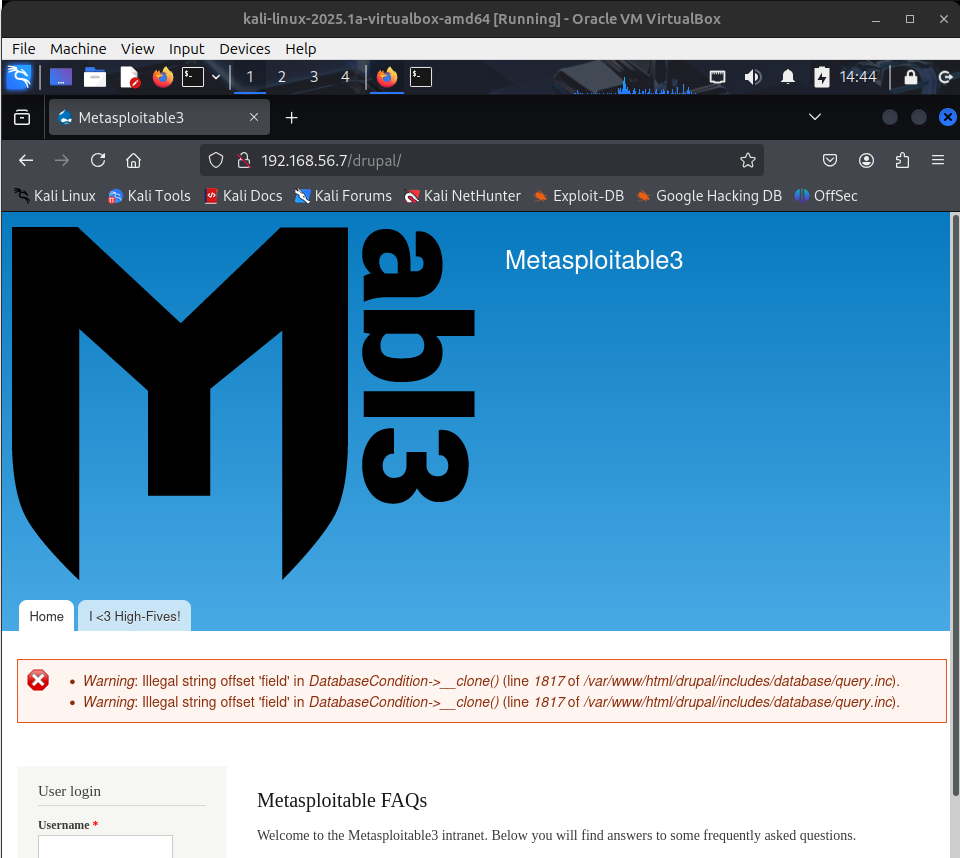 kali-linux-2025.1a-virtualbox-amd64 [Running] - Oracle VM VirtualBox
File Machine View Input Devices Help
1 2 3 4 14:44
Metasploitable3
192.168.56.7/drupal/
Kali Linux Kali Tools Kali Docs Kali Forums Kali NetHunter Exploit-DB Google Hacking DB OffSec
M
abl3
Metasploitable3
Home I <3 High-Fives!
Warning: Illegal string offset 'field' in DatabaseCondition->__clone() (line 1817 of /var/www/html/drupal/includes/database/query.inc).
Warning: Illegal string offset 'field' in DatabaseCondition->__clone() (line 1817 of /var/www/html/drupal/includes/database/query.inc).
User login
Username *
Metasploitable FAQs
Welcome to the Metasploitable3 intranet. Below you will find answers to some frequently asked questions.